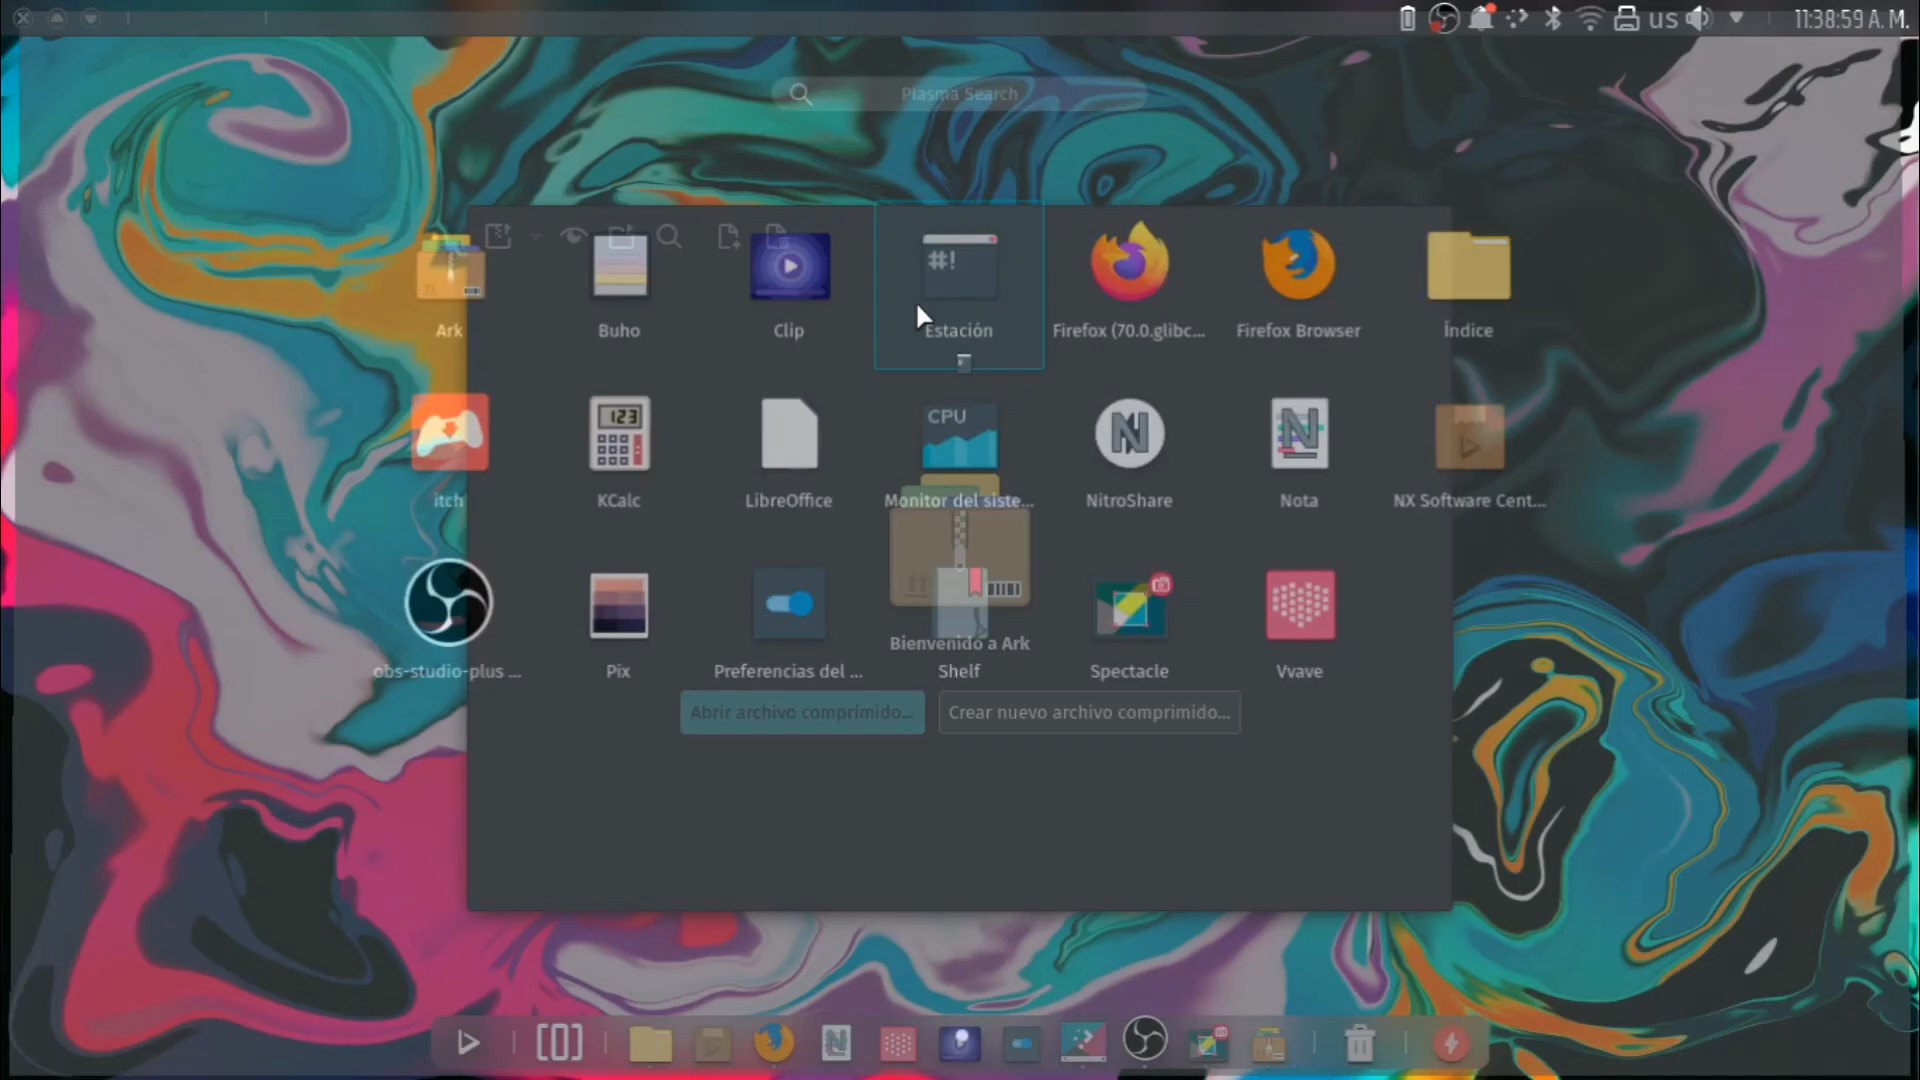 us
11:38:59 A. M.
Plasma Search
#!
Ark
Buho
Clip
Estación
Firefox (70.0.glibc...
Firefox Browser
Índice
123
CPU
itch
KCalc
LibreOffice
Monitor del siste...
NitroShare
Nota
NX Software Cent...
Bienvenido a Ark
obs-studio-plus ...
Pix
Preferencias del ...
Shelf
Spectacle
Vvave
Abrir archivo comprimido...
Crear nuevo archivo comprimido...